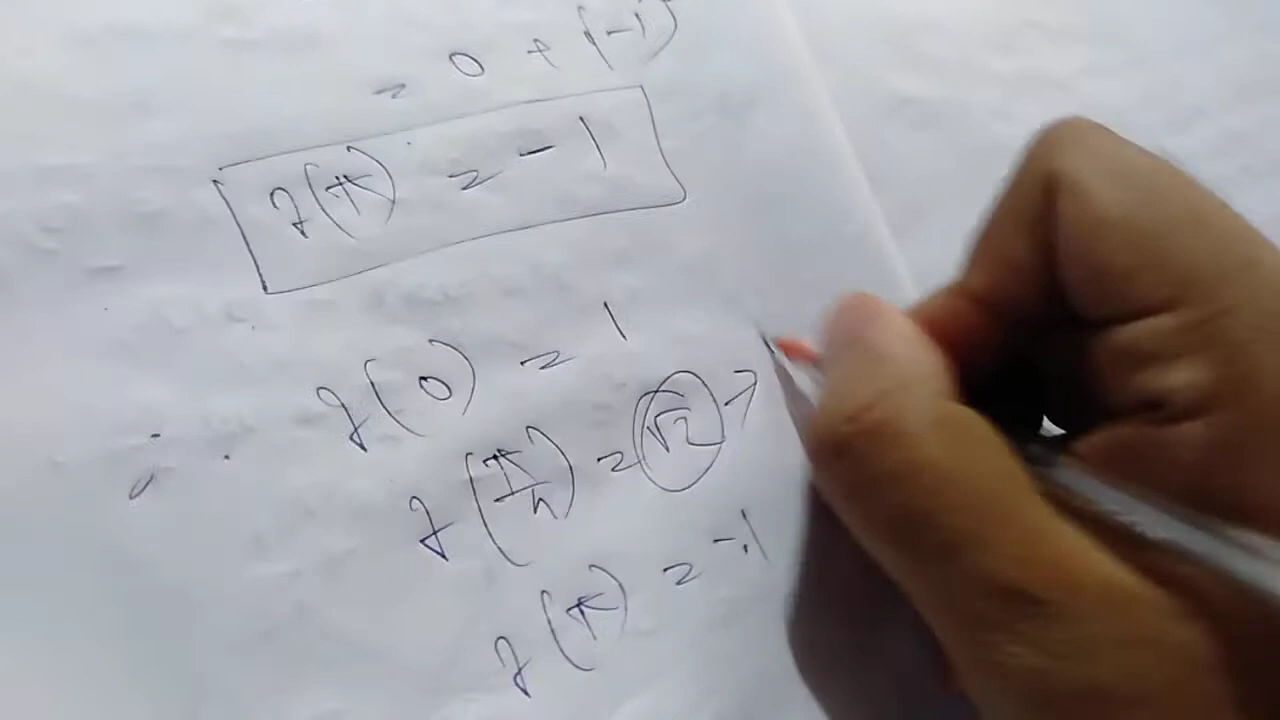 = 0 + (-1)
f(π) = -1
∴ f(0) = 1
f(π/4) = √2 →
f(π) = -1